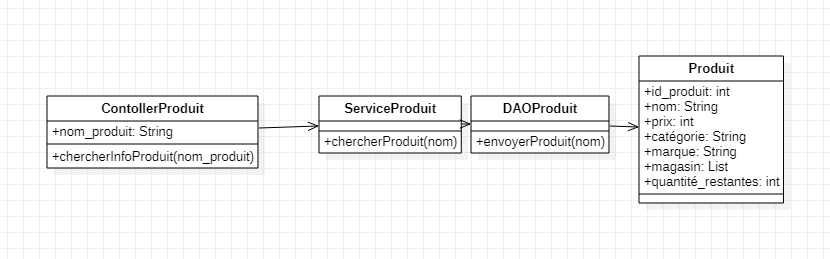 ContollerProduit
+nom_produit: String
+chercherInfoProduit(nom_produit)
ServiceProduit
+chercherProduit(nom)
DAOProduit
+envoyerProduit(nom)
Produit
+id_produit: int
+nom: String
+prix: int
+catégorie: String
+marque: String
+magasin: List
+quantité_restantes: int